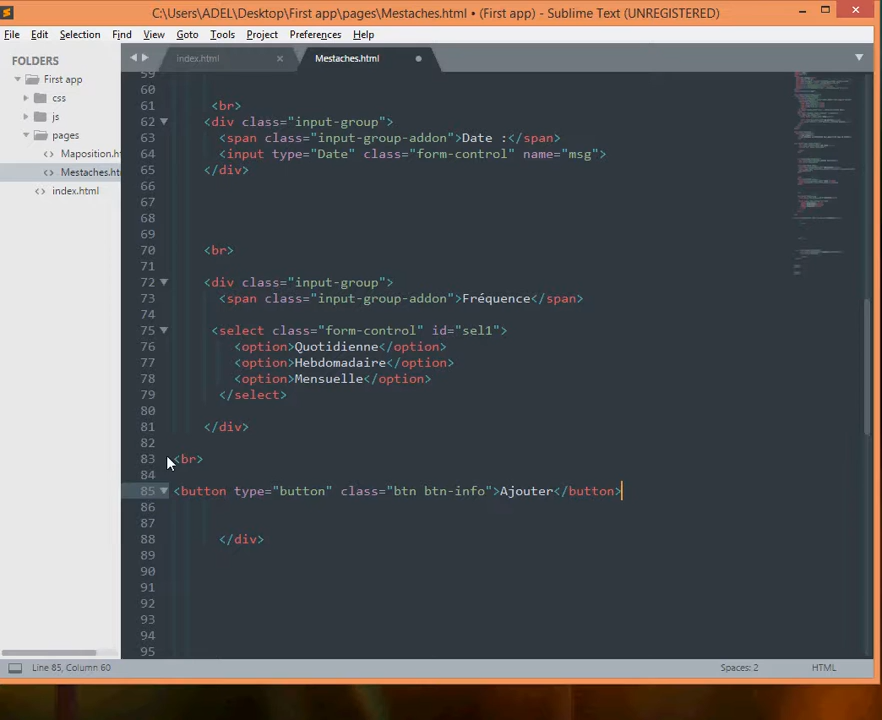 C:\Users\ADEL\Desktop\First app\pages\Mestaches.html • (First app) - Sublime Text (UNREGISTERED)
File Edit Selection Find View Goto Tools Project Preferences Help
FOLDERS
First app
css
js
pages
Maposition.ht
Mestaches.ht
index.html
index.html
Mestaches.html
59
60
61 <br>
62 <div class="input-group">
63 <span class="input-group-addon">Date :</span>
64 <input type="Date" class="form-control" name="msg">
65 </div>
66
67
68
69
70 <br>
71
72 <div class="input-group">
73 <span class="input-group-addon">Fréquence</span>
74
75 <select class="form-control" id="sel1">
76 <option>Quotidienne</option>
77 <option>Hebdomadaire</option>
78 <option>Mensuelle</option>
79 </select>
80
81 </div>
82
83 <br>
84
85 <button type="button" class="btn btn-info">Ajouter</button>
86
87
88 </div>
89
90
91
92
93
94
95
Line 85, Column 60
Spaces: 2
HTML